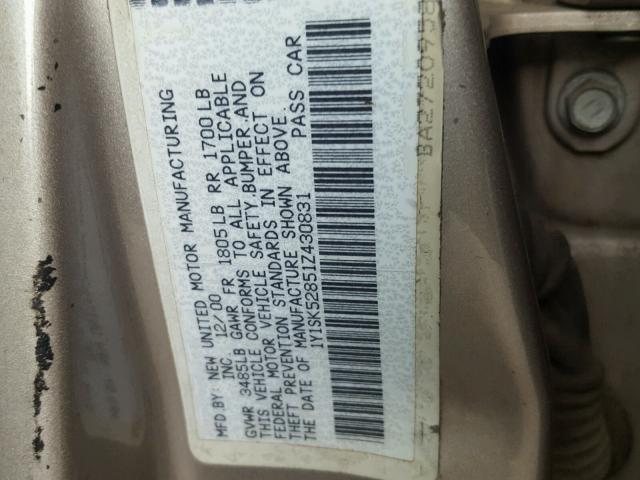 MFD BY: NEW UNITED MOTOR MANUFACTURING
INC 12/00
GVWR 3485LB GAWR FR 1805LB RR 1700LB
THIS VEHICLE CONFORMS TO ALL APPLICABLE
FEDERAL MOTOR VEHICLE SAFETY, BUMPER, AND
THEFT PREVENTION STANDARDS IN EFFECT ON
THE DATE OF MANUFACTURE SHOWN ABOVE.
1Y1SK52851Z430831 PASS CAR
BA2720958